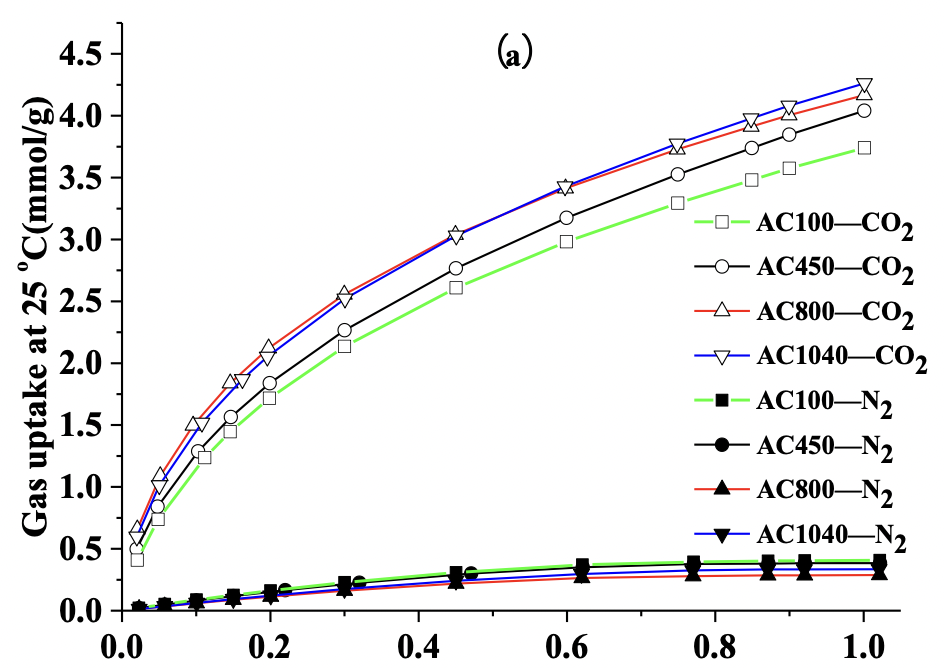 (a)
Gas uptake at 25 °C(mmol/g)
4.5
4.0
3.5
3.0
2.5
2.0
1.5
1.0
0.5
0.0
AC100—CO2
AC450—CO2
AC800—CO2
AC1040—CO2
AC100—N2
AC450—N2
AC800—N2
AC1040—N2
0.0 0.2 0.4 0.6 0.8 1.0